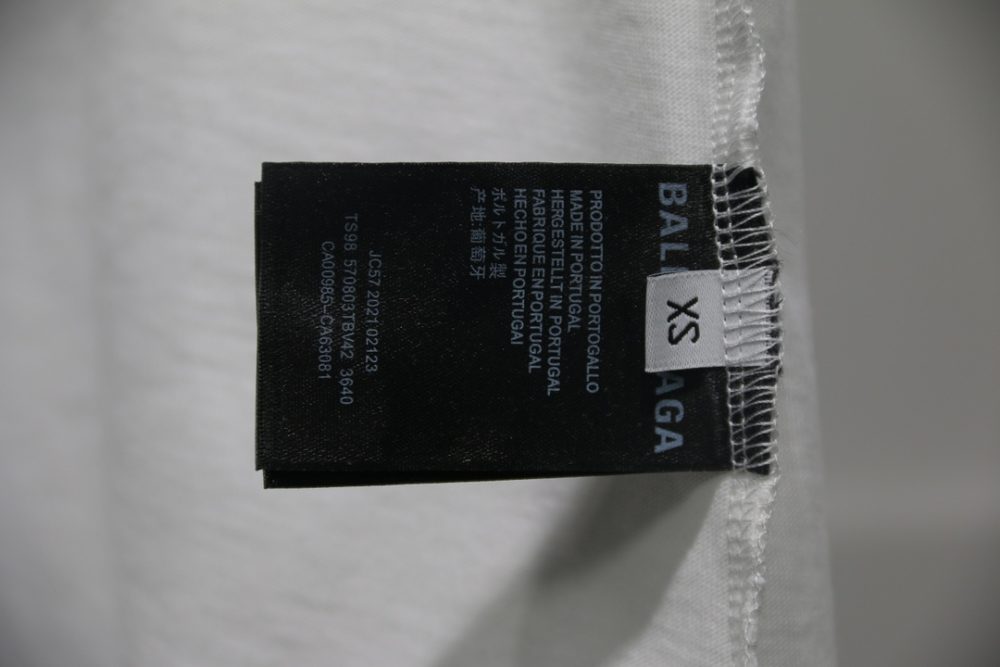 BAL AGA
XS
PRODOTTO IN PORTOGALLO
MADE IN PORTUGAL
HERGESTELLT IN PORTUGAL
FABRIQUE EN PORTUGAL
HECHO EN PORTUGAl
ポルトガル製
产地:葡萄牙
JC57 202102123
TS98 570803TBV42 3640
CA00985-CA63081